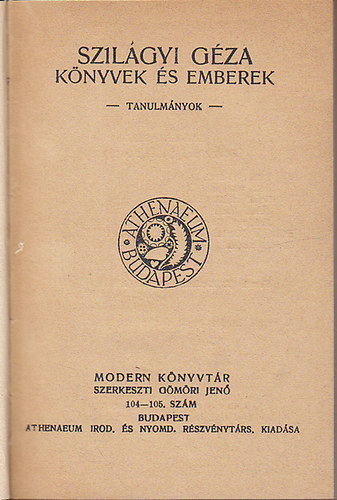 SZILÁGYI GÉZA
KÖNYVEK ÉS EMBEREK
— TANULMÁNYOK —
• ATHENAEUM •
BUDAPEST
MODERN KÖNYVTÁR
SZERKESZTI GÖMÖRI JENŐ
104—105. SZÁM
BUDAPEST
ATHENAEUM IROD. ÉS NYOMD. RÉSZVÉNYTÁRS. KIADÁSA